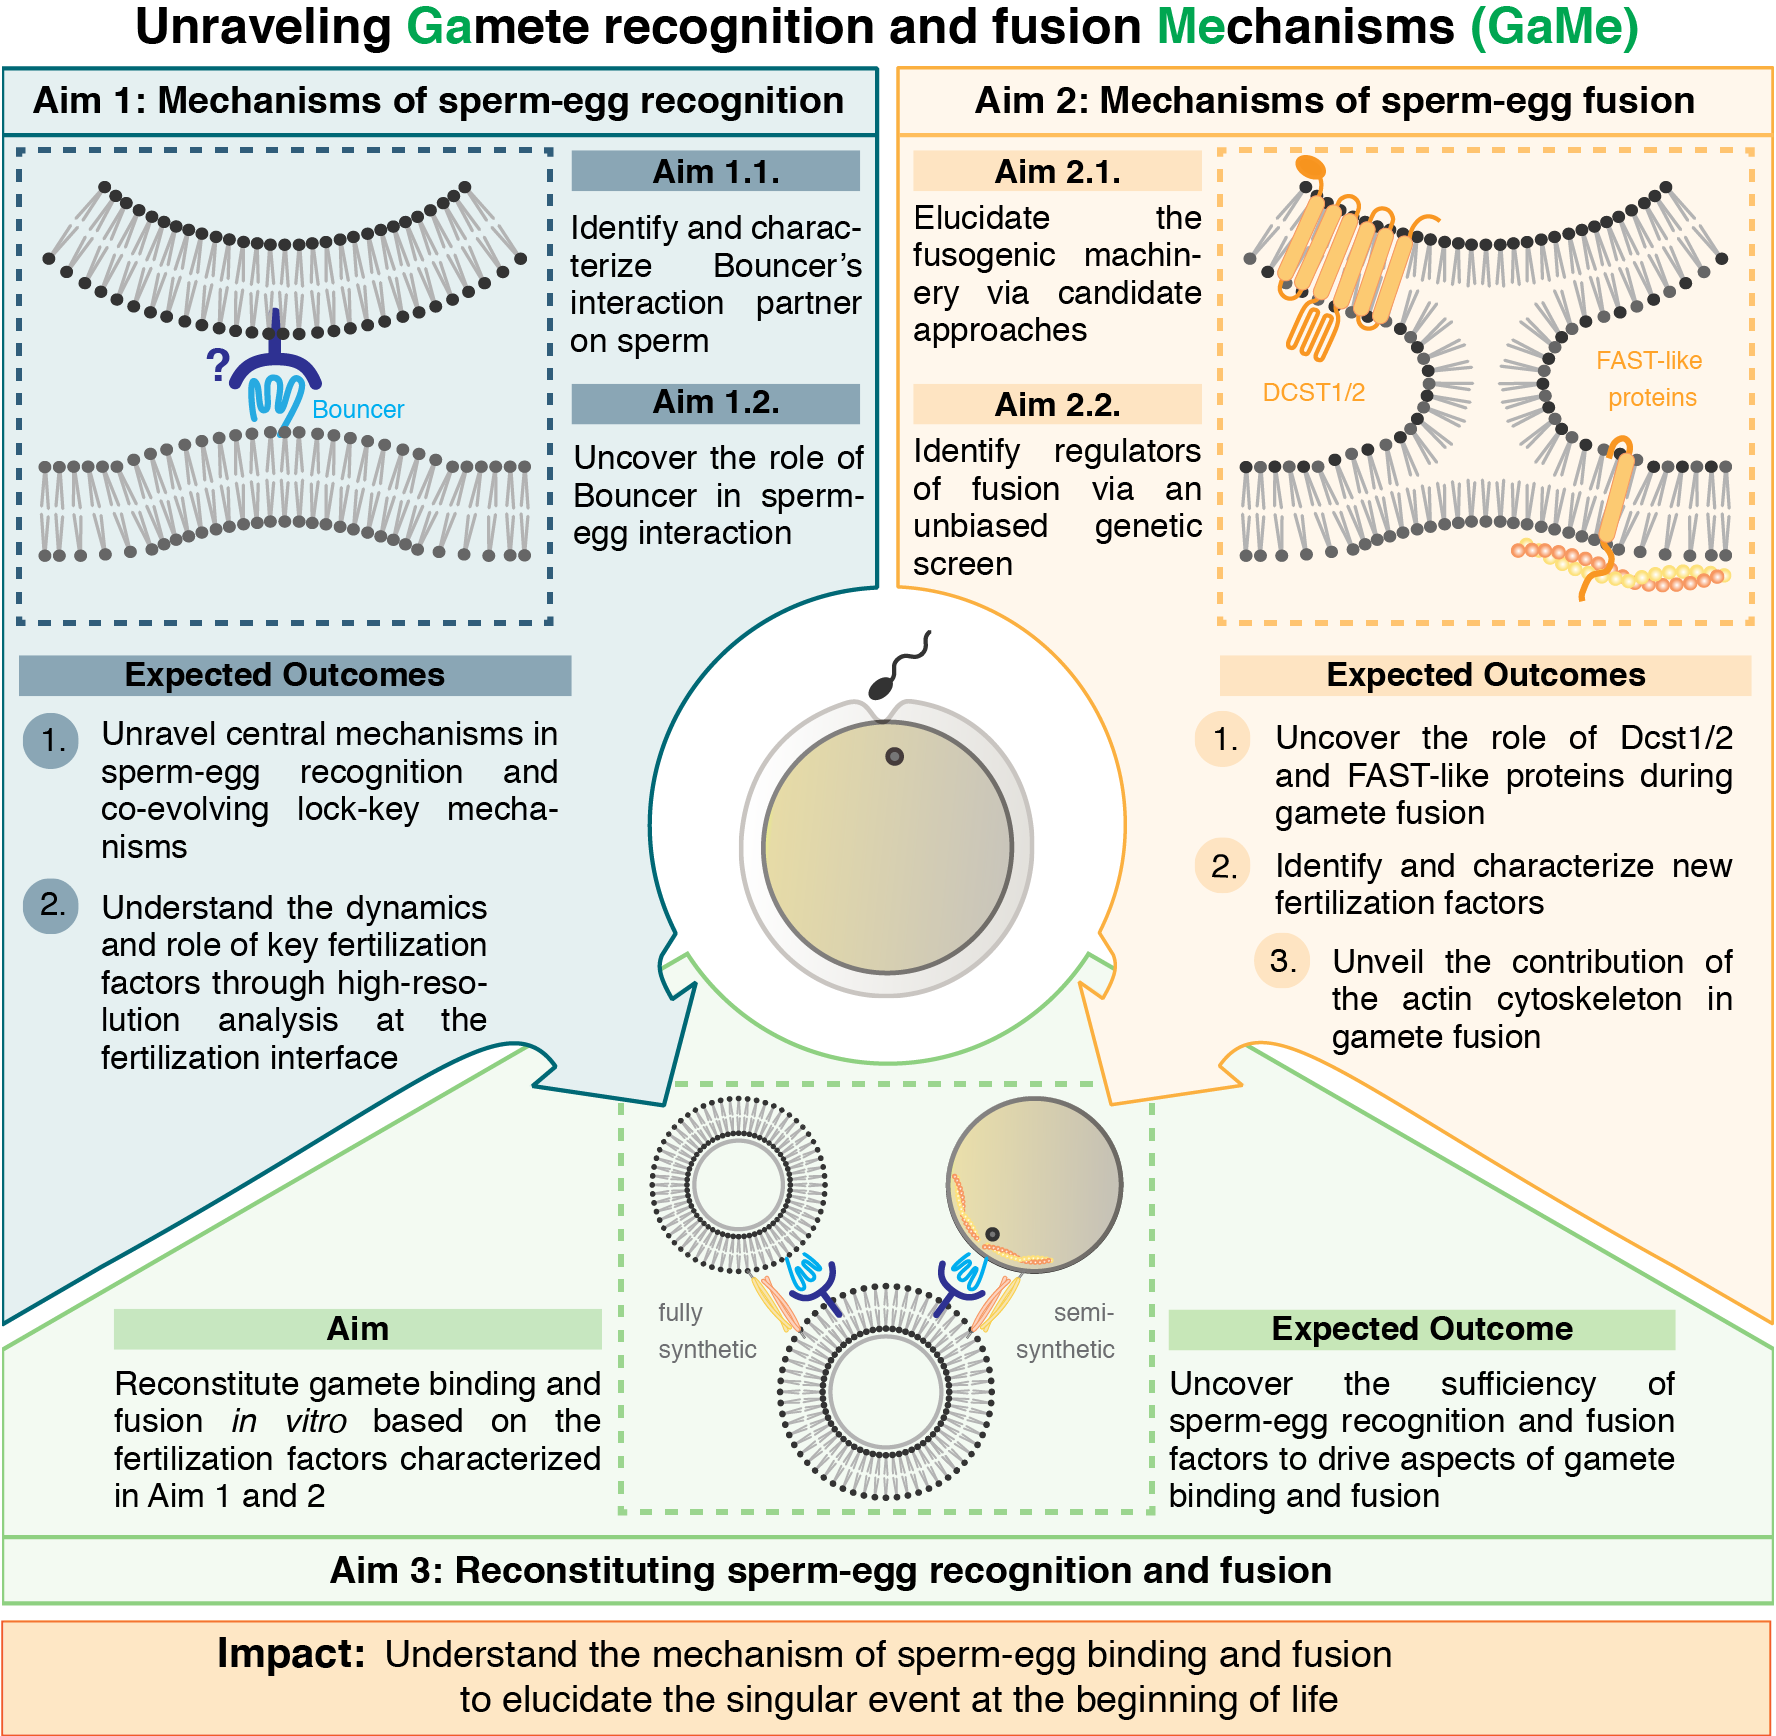 Unraveling Gamete recognition and fusion Mechanisms (GaMe)
Aim 1: Mechanisms of sperm-egg recognition
?
Bouncer
Aim 1.1.
Identify and charac-
terize Bouncer's
interaction partner
on sperm
Aim 1.2.
Uncover the role of
Bouncer in sperm-
egg interaction
Expected Outcomes
1.
Unravel central mechanisms in
sperm-egg recognition and
co-evolving lock-key mecha-
nisms
2.
Understand the dynamics
and role of key fertilization
factors through high-reso-
lution analysis at the
fertilization interface
Aim 2: Mechanisms of sperm-egg fusion
Aim 2.1.
Elucidate the
fusogenic machin-
ery via candidate
approaches
Aim 2.2.
Identify regulators
of fusion via an
unbiased genetic
screen
DCST1/2
FAST-like
proteins
Expected Outcomes
1.
Uncover the role of Dcst1/2
and FAST-like proteins during
gamete fusion
2.
Identify and characterize new
fertilization factors
3.
Unveil the contribution of
the actin cytoskeleton in
gamete fusion
Aim
Reconstitute gamete binding and
fusion in vitro based on the
fertilization factors characterized
in Aim 1 and 2
fully
synthetic
semi-
synthetic
Expected Outcome
Uncover the sufficiency of
sperm-egg recognition and fusion
factors to drive aspects of gamete
binding and fusion
Aim 3: Reconstituting sperm-egg recognition and fusion
Impact: Understand the mechanism of sperm-egg binding and fusion
to elucidate the singular event at the beginning of life